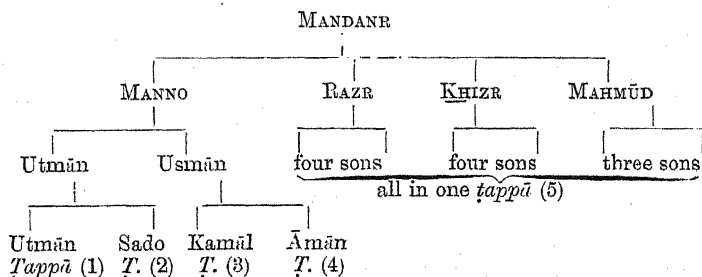 MANDANR
MANNO RAZR KHIZR MAHMŪD
Utmān Usmān four sons four sons three sons
all in one ṭappā (5)
Utmān Sado Kamāl Āmān
Ṭappā (1) Ṭ. (2) Ṭ. (3) Ṭ. (4)